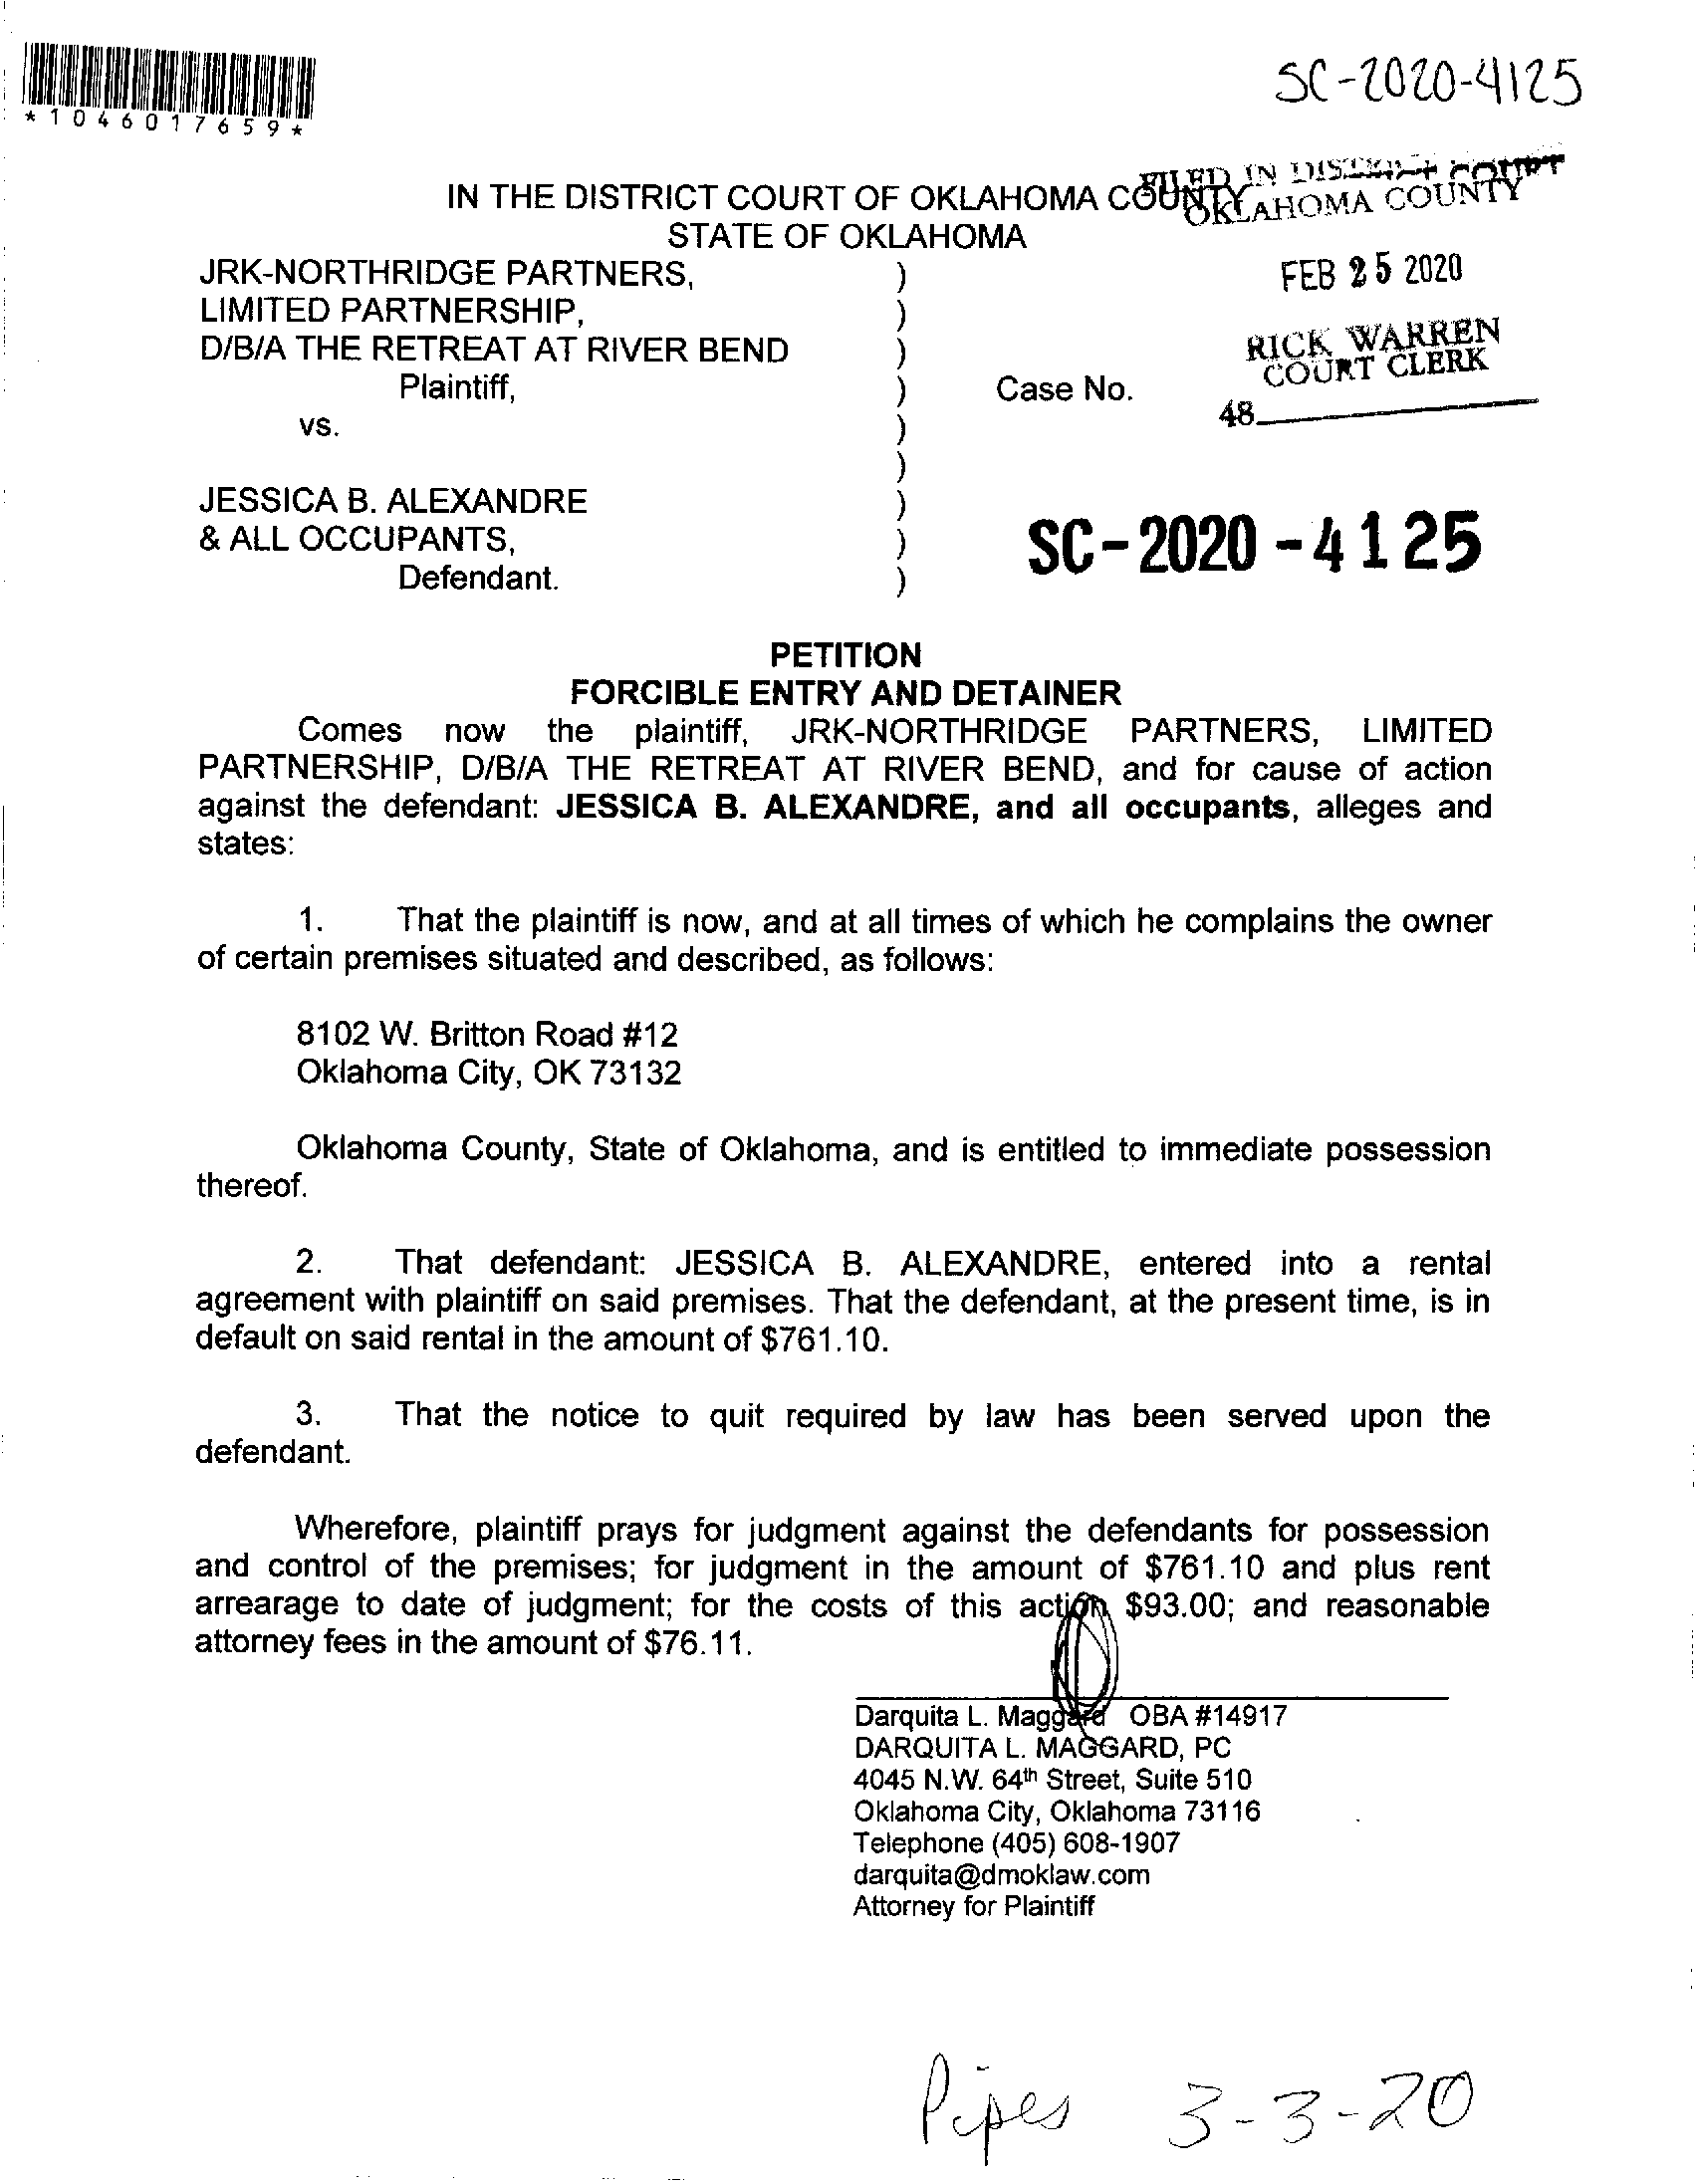 SC-2020-4125
*1046017659*
IN THE DISTRICT COURT OF OKLAHOMA COUNTY
STATE OF OKLAHOMA
FILED IN DISTRICT COURT
OKLAHOMA COUNTY
FEB 25 2020
RICK WARREN
COURT CLERK
48
JRK-NORTHRIDGE PARTNERS, )
LIMITED PARTNERSHIP, )
D/B/A THE RETREAT AT RIVER BEND )
Plaintiff, ) Case No.
vs. )
)
JESSICA B. ALEXANDRE )
& ALL OCCUPANTS, )
Defendant. )
SC-2020-4125
PETITION
FORCIBLE ENTRY AND DETAINER
Comes now the plaintiff, JRK-NORTHRIDGE PARTNERS, LIMITED
PARTNERSHIP, D/B/A THE RETREAT AT RIVER BEND, and for cause of action
against the defendant: JESSICA B. ALEXANDRE, and all occupants, alleges and
states:
1. That the plaintiff is now, and at all times of which he complains the owner
of certain premises situated and described, as follows:
8102 W. Britton Road #12
Oklahoma City, OK 73132
Oklahoma County, State of Oklahoma, and is entitled to immediate possession
thereof.
2. That defendant: JESSICA B. ALEXANDRE, entered into a rental
agreement with plaintiff on said premises. That the defendant, at the present time, is in
default on said rental in the amount of $761.10.
3. That the notice to quit required by law has been served upon the
defendant.
Wherefore, plaintiff prays for judgment against the defendants for possession
and control of the premises; for judgment in the amount of $761.10 and plus rent
arrearage to date of judgment; for the costs of this action $93.00; and reasonable
attorney fees in the amount of $76.11.
Darquita L. Maggard OBA #14917
DARQUITA L. MAGGARD, PC
4045 N.W. 64th Street, Suite 510
Oklahoma City, Oklahoma 73116
Telephone (405) 608-1907
darquita@dmoklaw.com
Attorney for Plaintiff
Pipes 3-3-20